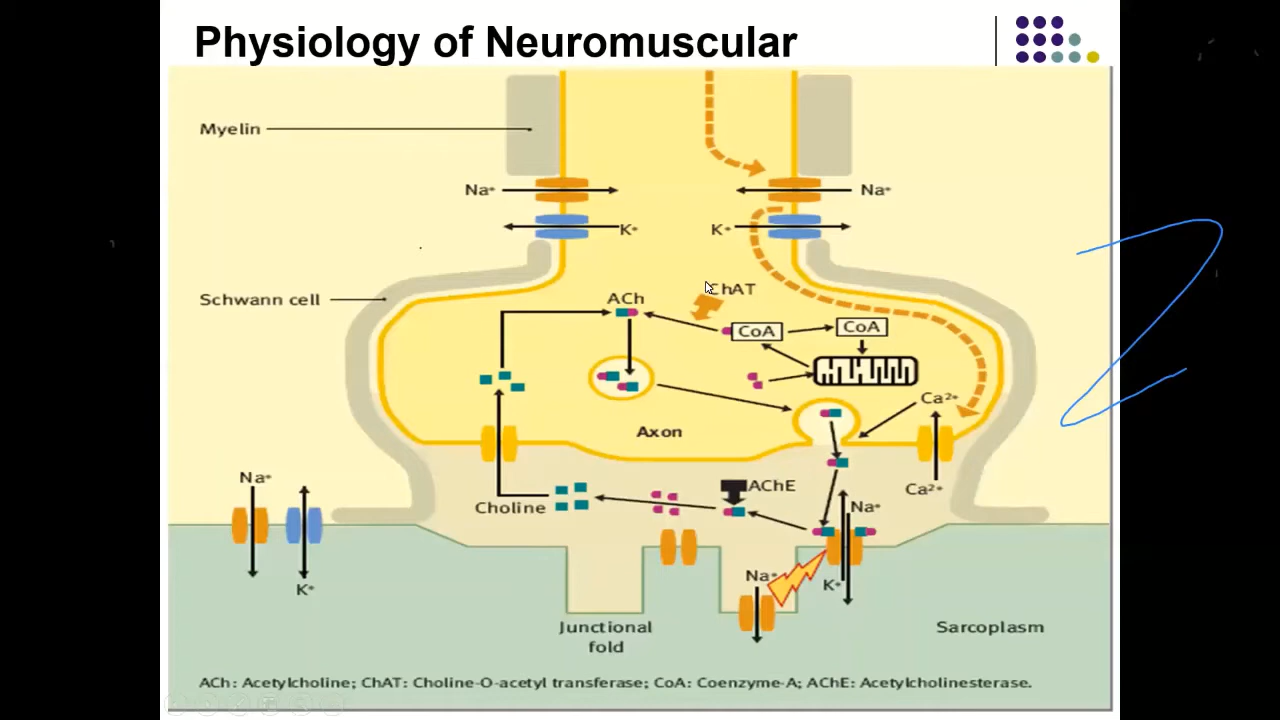 Physiology of Neuromuscular
Myelin
Na⁺
Na⁺
K⁺
K⁺
Schwann cell
ACh
ChAT
CoA
CoA
Ca²⁺
Axon
Na⁺
Choline
AChE
Ca²⁺
Na⁺
K⁺
Na⁺
K⁺
Junctional
fold
Sarcoplasm
ACh: Acetylcholine; ChAT: Choline-O-acetyl transferase; CoA: Coenzyme-A; AChE: Acetylcholinesterase.